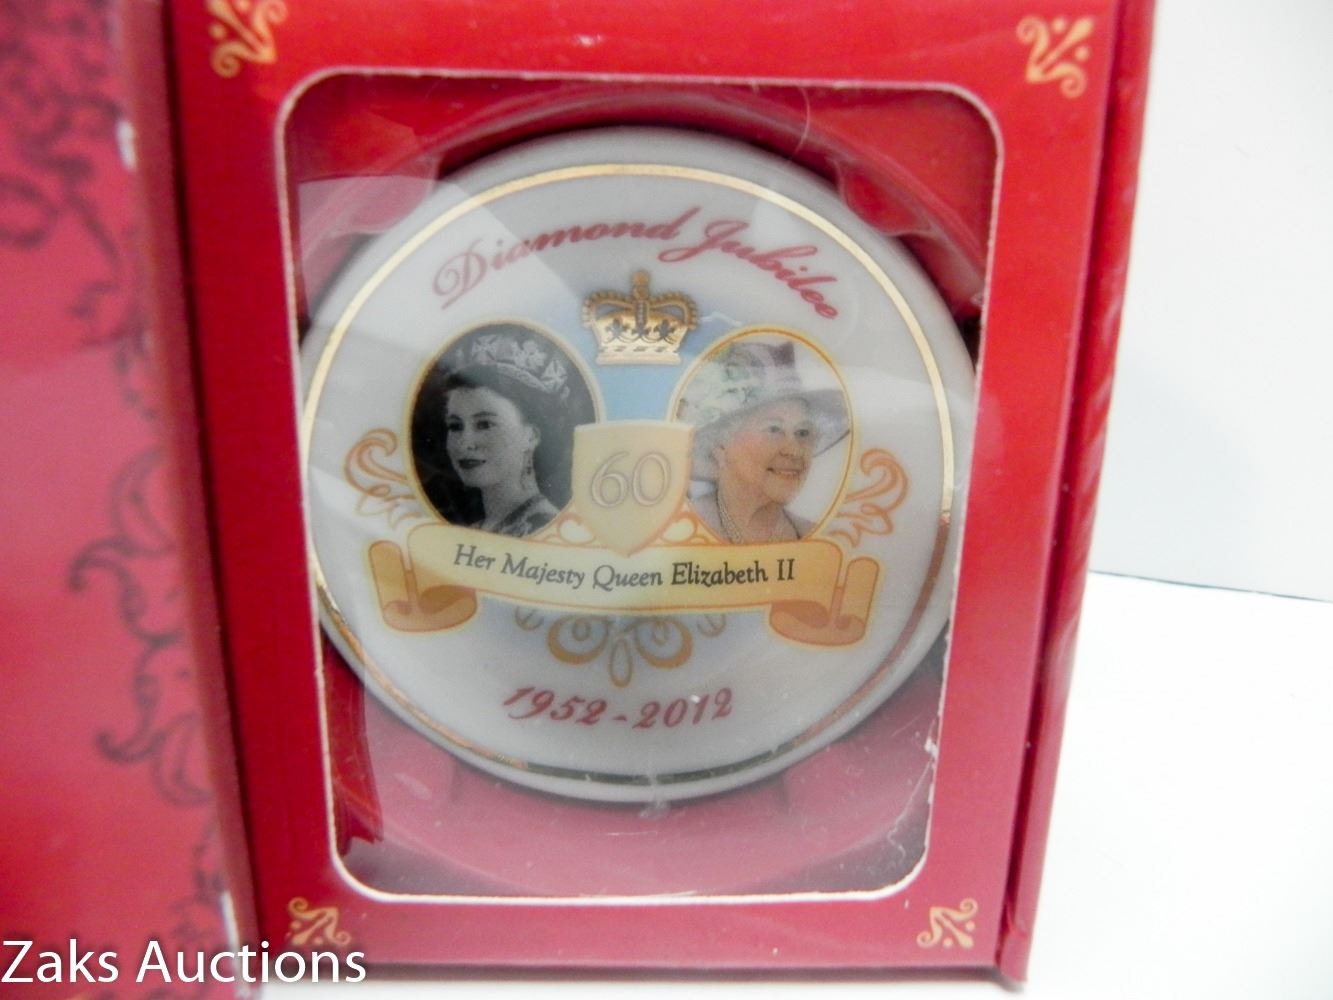 Diamond Jubilee
60
Her Majesty Queen Elizabeth II
1952-2012
Zaks Auctions